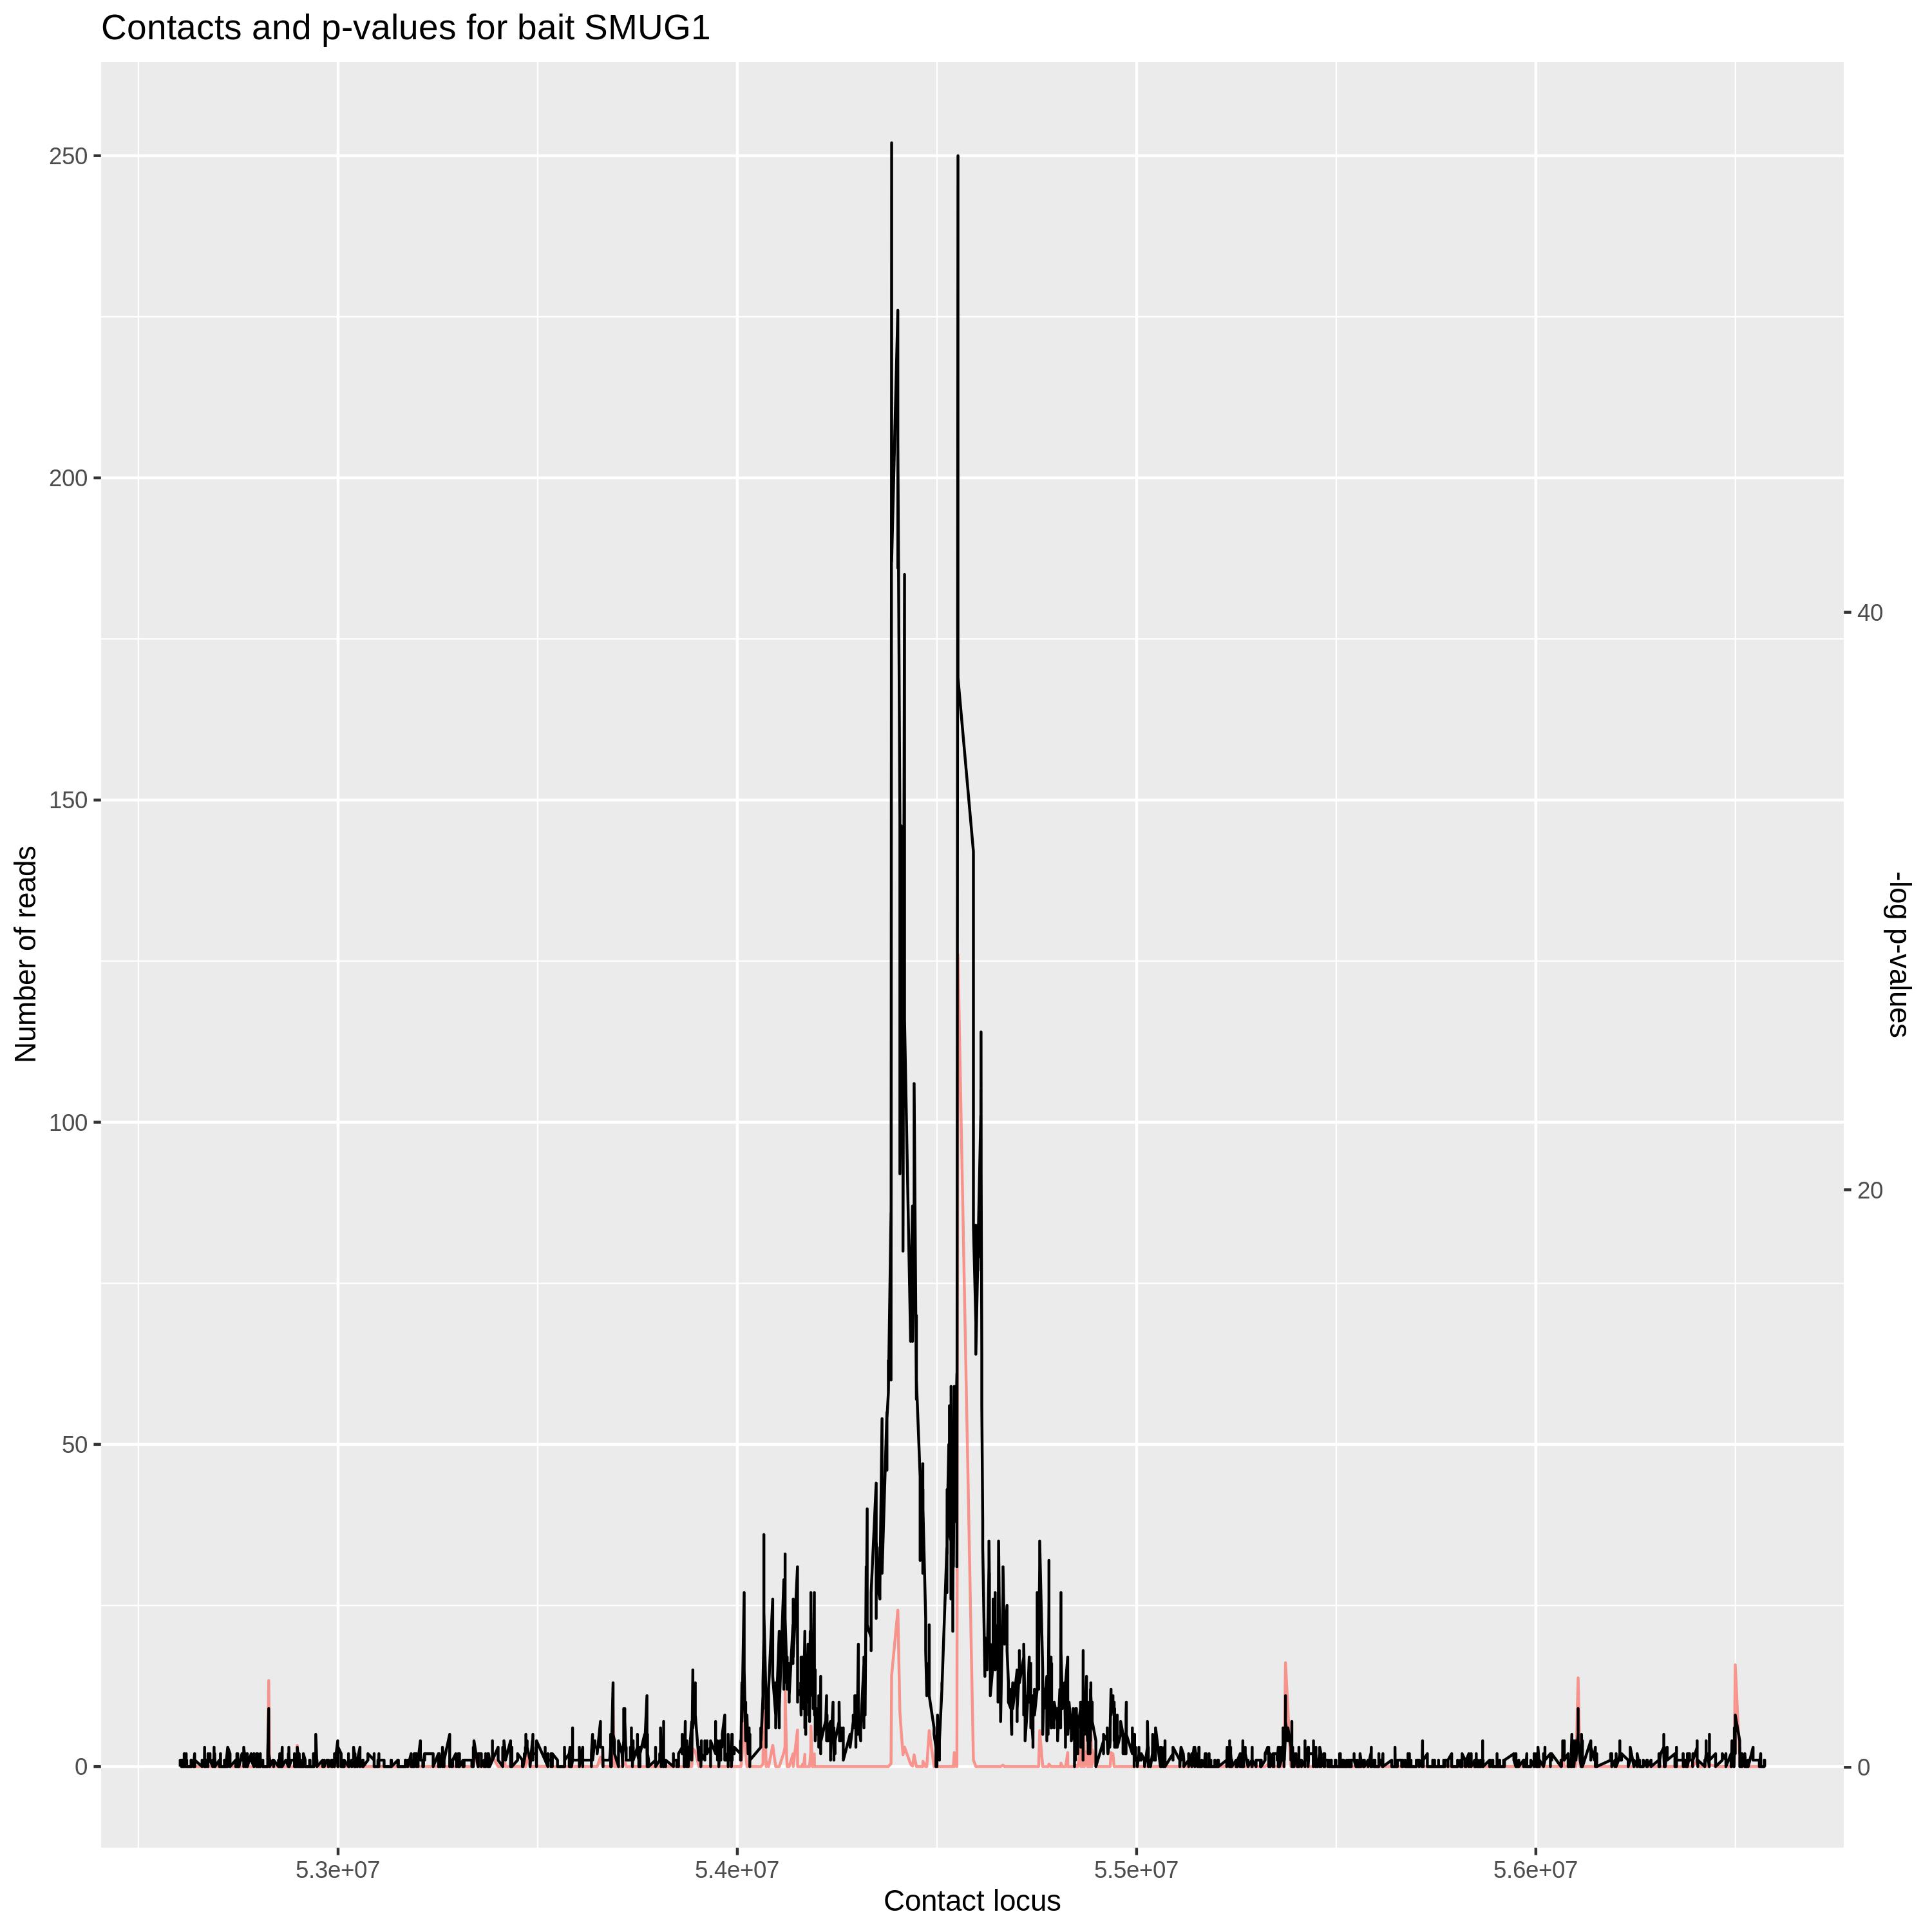 Contacts and p-values for bait SMUG1
250
200
150
100
50
0
Number of reads
40
20
0
-log p-values
5.3e+07
5.4e+07
5.5e+07
5.6e+07
Contact locus